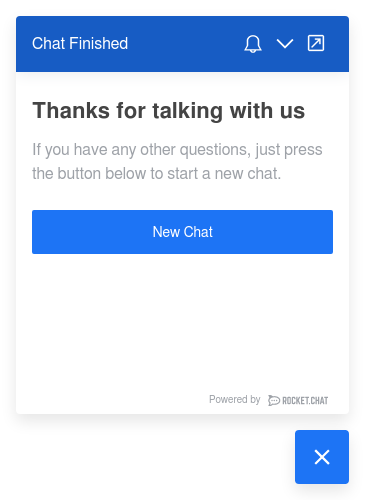 Chat Finished
Thanks for talking with us
If you have any other questions, just press
the button below to start a new chat.
New Chat
Powered by ROCKET.CHAT